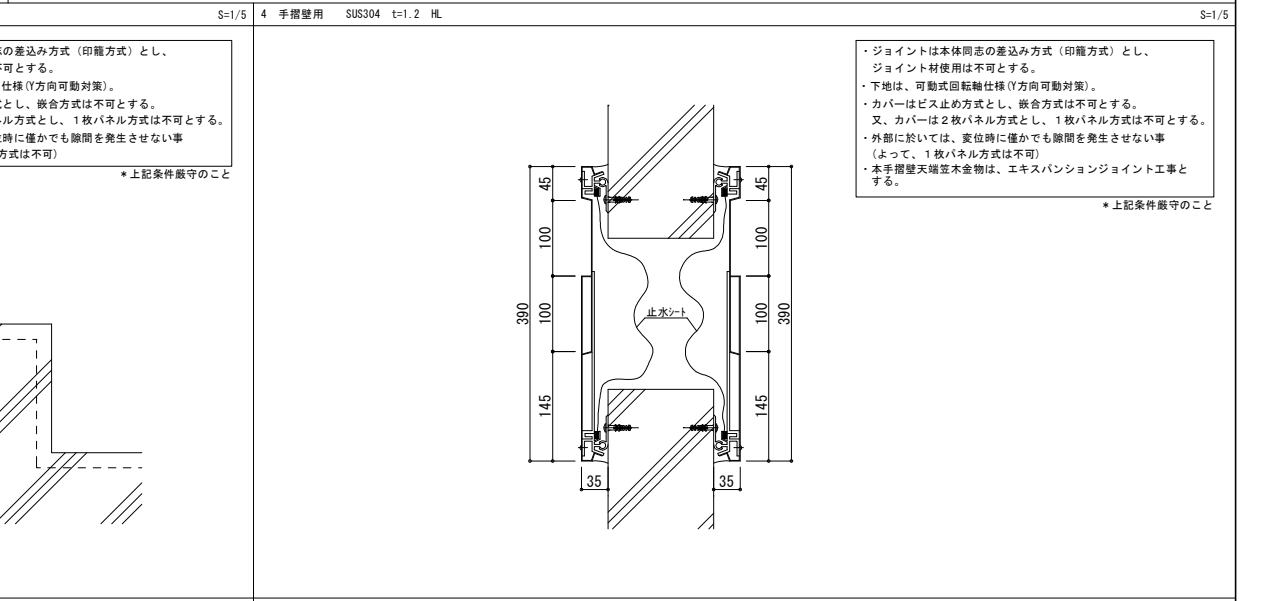 S=1/5
4 手摺壁用 SUS304 t=1.2 HL
S=1/5
の差込み方式（印籠方式）とし、
不可とする。
仕様(Y方向可動対策)。
とし、嵌合方式は不可とする。
ル方式とし、１枚パネル方式は不可とする。
時に僅かでも隙間を発生させない事
方式は不可)
＊上記条件厳守のこと
・ジョイントは本体同志の差込み方式（印籠方式）とし、
ジョイント材使用は不可とする。
・下地は、可動式回転軸仕様(Y方向可動対策)。
・カバーはビス止め方式とし、嵌合方式は不可とする。
又、カバーは２枚パネル方式とし、１枚パネル方式は不可とする。
・外部に於いては、変位時に僅かでも隙間を発生させない事
(よって、１枚パネル方式は不可)
・本手摺壁天端笠木金物は、エキスパンションジョイント工事と
する。
＊上記条件厳守のこと
45
100
390
100
145
35
止水シート
45
100
100
390
145
35